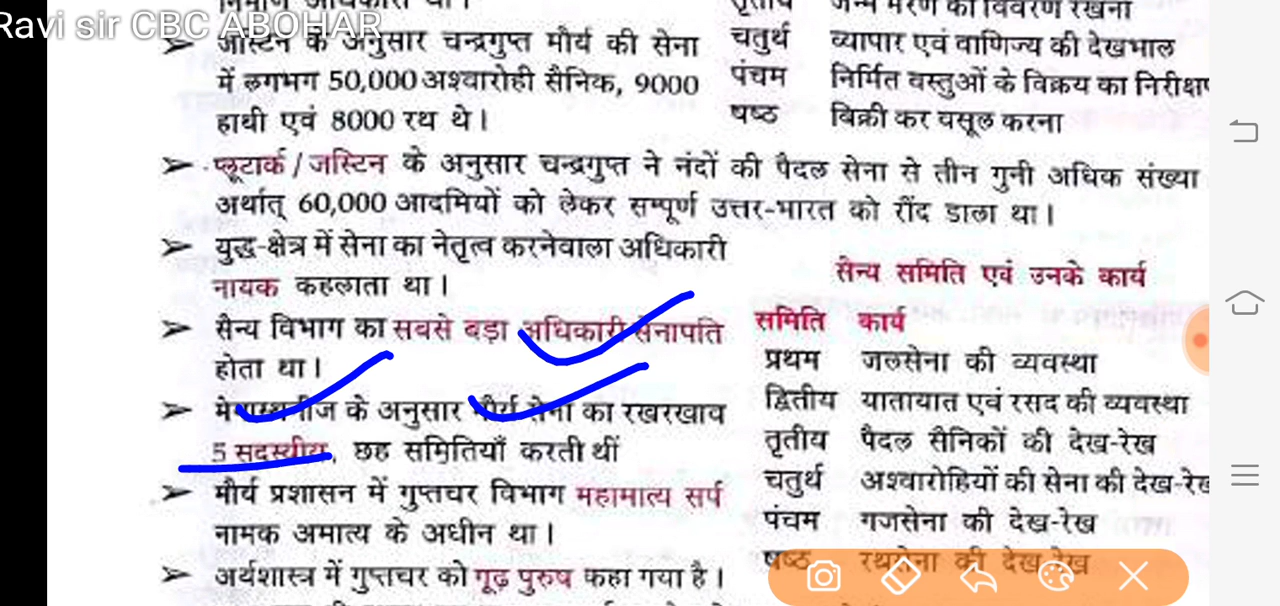 Ravi sir CBC ABOHAR
निर्माण अधिकारी था।
तृतीय जन्म मरण का विवरण रखना
जस्टिन के अनुसार चन्द्रगुप्त मौर्य की सेना
में लगभग 50,000 अश्वारोही सैनिक, 9000
हाथी एवं 8000 रथ थे।
चतुर्थ व्यापार एवं वाणिज्य की देखभाल
पंचम निर्मित वस्तुओं के विक्रय का
षष्ठ बिक्री कर वसूल करना
➢ प्लूटार्क / जस्टिन के अनुसार चन्द्रगुप्त ने नंदों की पैदल सेना से तीन गुनी अधिक संख्या
अर्थात् 60,000 आदमियों को लेकर सम्पूर्ण उत्तर-भारत को रौंद डाला था।
➢ युद्ध-क्षेत्र में सेना का नेतृत्व करनेवाला अधिकारी
नायक कहलाता था।
➢ सैन्य विभाग का सबसे बड़ा अधिकारी सेनापति
होता था।
➢ मेगास्थनीज के अनुसार मौर्य सेना का रखरखाव
5 सदस्यीय, छह समितियाँ करती थीं
➢ मौर्य प्रशासन में गुप्तचर विभाग महामात्य सर्प
नामक अमात्य के अधीन था।
➢ अर्थशास्त्र में गुप्तचर को गूढ़ पुरुष कहा गया है।
सैन्य समिति एवं उनके कार्य
समिति कार्य
प्रथम जलसेना की व्यवस्था
द्वितीय यातायात एवं रसद की व्यवस्था
तृतीय पैदल सैनिकों की देख-रेख
चतुर्थ अश्वारोहियों की सेना की देख-रेख
पंचम गजसेना की देख-रेख
षष्ठ रथसेना की देख-रेख